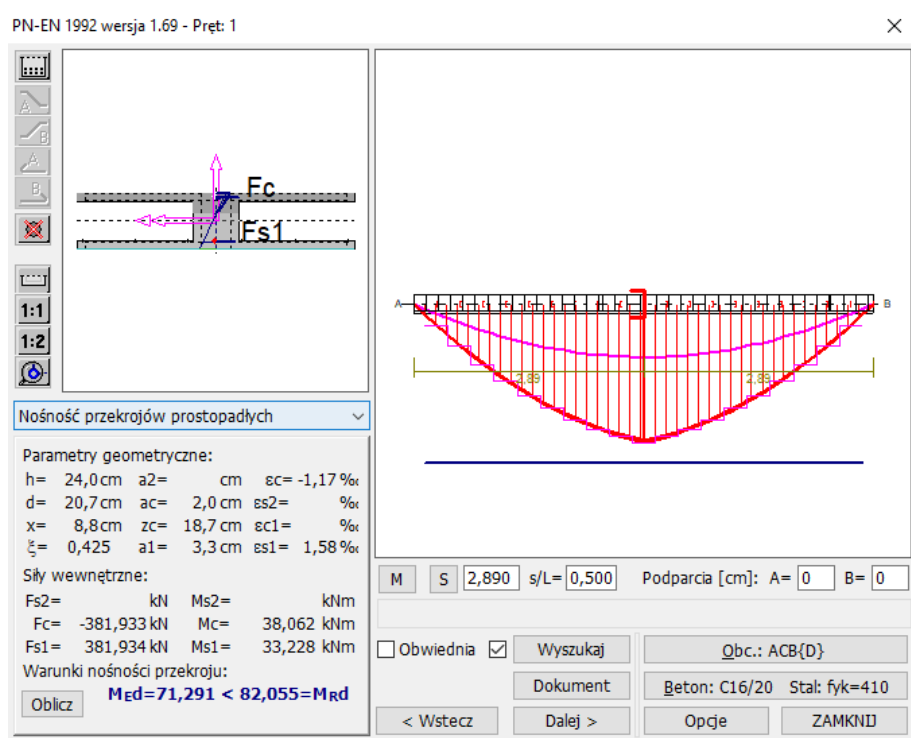 PN-EN 1992 wersja 1.69 - Pręt: 1
A
B
A
B
1:1
1:2
Fc
Fs1
A
B
2,89
2,89
Nośność przekrojów prostopadłych
Parametry geometryczne:
h= 24,0 cm a2= cm εc= -1,17 ‰
d= 20,7 cm ac= 2,0 cm εs2= ‰
x= 8,8 cm zc= 18,7 cm εc1= ‰
ξ= 0,425 a1= 3,3 cm εs1= 1,58 ‰
Siły wewnętrzne:
Fs2= kN Ms2= kNm
Fc= -381,933 kN Mc= 38,062 kNm
Fs1= 381,934 kN Ms1= 33,228 kNm
Warunki nośności przekroju:
Oblicz MEd=71,291 < 82,055=MRd
M S 2,890 s/L= 0,500 Podparcia [cm]: A= 0 B= 0
Obwiednia Wyszukaj Obc.: ACB{D}
Dokument Beton: C16/20 Stal: fyk=410
< Wstecz Dalej > Opcje ZAMKNIJ